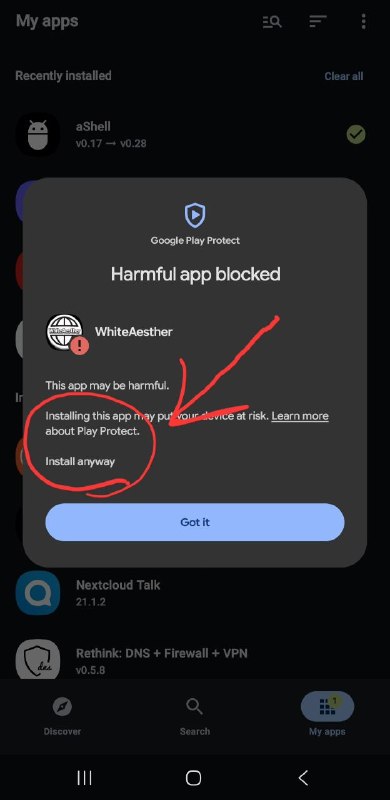 My apps
Recently installed
Clear all
aShell
v0.17 → v0.28
Google Play Protect
Harmful app blocked
WhiteAesther
This app may be harmful.
Installing this app may put your device at risk. Learn more
about Play Protect.
Install anyway
Got it
Nextcloud Talk
21.1.2
Rethink: DNS + Firewall + VPN
v0.5.8
dns
1
Discover
Search
My apps